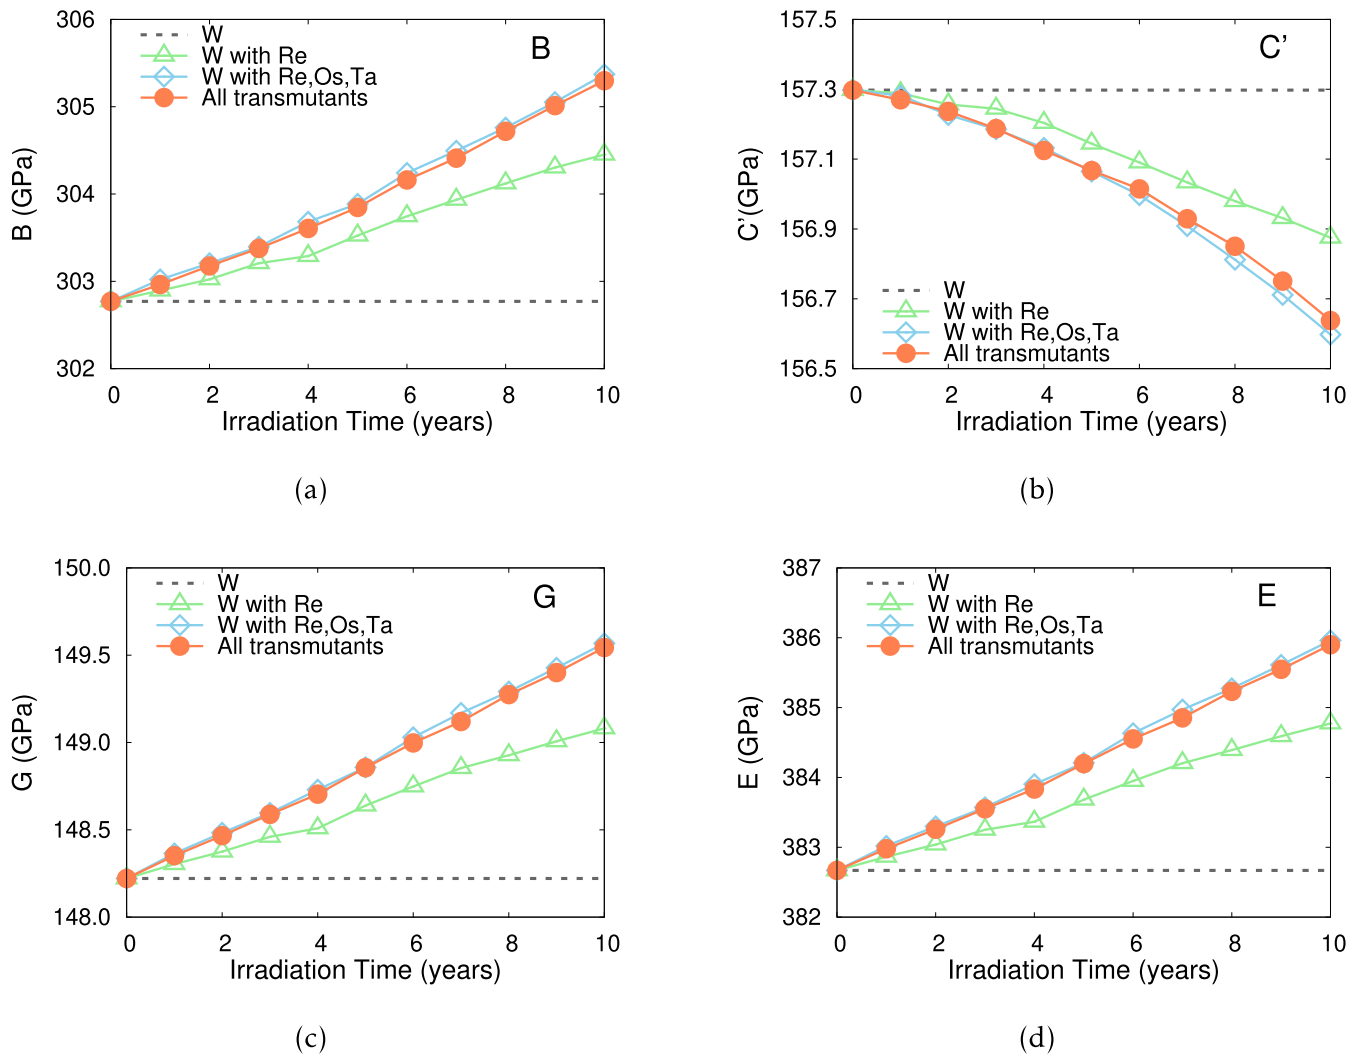 306
305
304
303
302
B (GPa)
W
W with Re
W with Re,Os,Ta
All transmutants
B
0
2
4
6
8
10
Irradiation Time (years)
(a)
157.5
157.3
157.1
156.9
156.7
156.5
C'(GPa)
C'
W
W with Re
W with Re,Os,Ta
All transmutants
0
2
4
6
8
10
Irradiation Time (years)
(b)
150.0
149.5
149.0
148.5
148.0
G (GPa)
W
W with Re
W with Re,Os,Ta
All transmutants
G
0
2
4
6
8
10
Irradiation Time (years)
(c)
387
386
385
384
383
382
E (GPa)
W
W with Re
W with Re,Os,Ta
All transmutants
E
0
2
4
6
8
10
Irradiation Time (years)
(d)